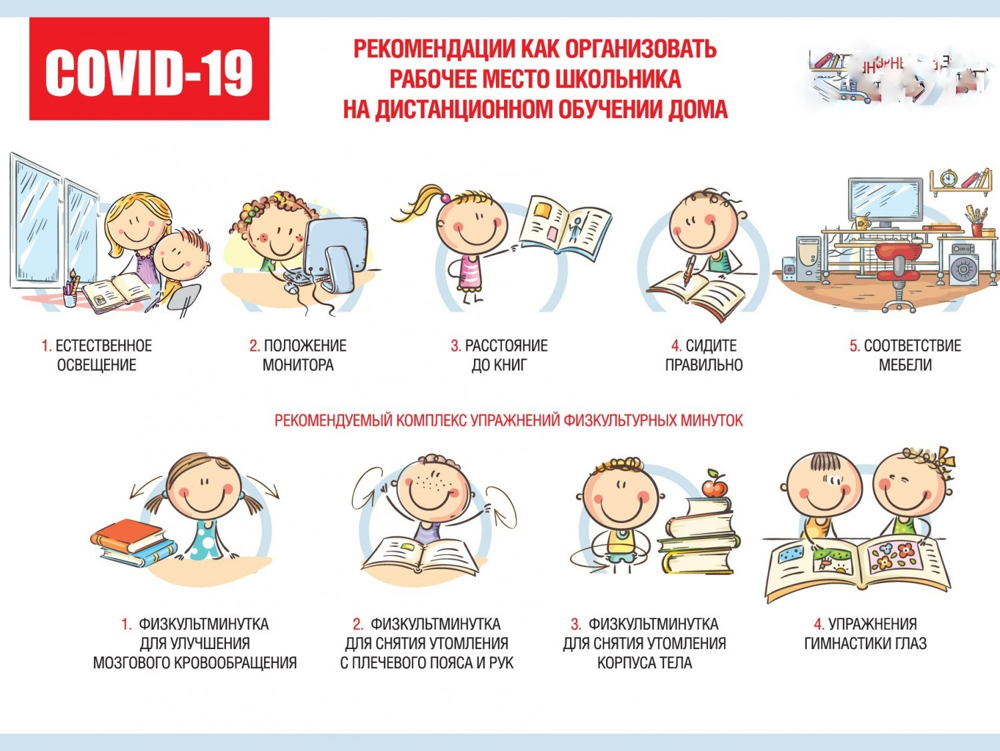 COVID-19
РЕКОМЕНДАЦИИ КАК ОРГАНИЗОВАТЬ
РАБОЧЕЕ МЕСТО ШКОЛЬНИКА
НА ДИСТАНЦИОННОМ ОБУЧЕНИИ ДОМА
1. ЕСТЕСТВЕННОЕ
ОСВЕЩЕНИЕ
2. ПОЛОЖЕНИЕ
МОНИТОРА
3. РАССТОЯНИЕ
ДО КНИГ
4. СИДИТЕ
ПРАВИЛЬНО
5. СООТВЕТСТВИЕ
МЕБЕЛИ
РЕКОМЕНДУЕМЫЙ КОМПЛЕКС УПРАЖНЕНИЙ ФИЗКУЛЬТУРНЫХ МИНУТОК
1. ФИЗКУЛЬТМИНУТКА
ДЛЯ УЛУЧШЕНИЯ
МОЗГОВОГО КРОВООБРАЩЕНИЯ
2. ФИЗКУЛЬТМИНУТКА
ДЛЯ СНЯТИЯ УТОМЛЕНИЯ
С ПЛЕЧЕВОГО ПОЯСА И РУК
3. ФИЗКУЛЬТМИНУТКА
ДЛЯ СНЯТИЯ УТОМЛЕНИЯ
КОРПУСА ТЕЛА
4. УПРАЖНЕНИЯ
ГИМНАСТИКИ ГЛАЗ